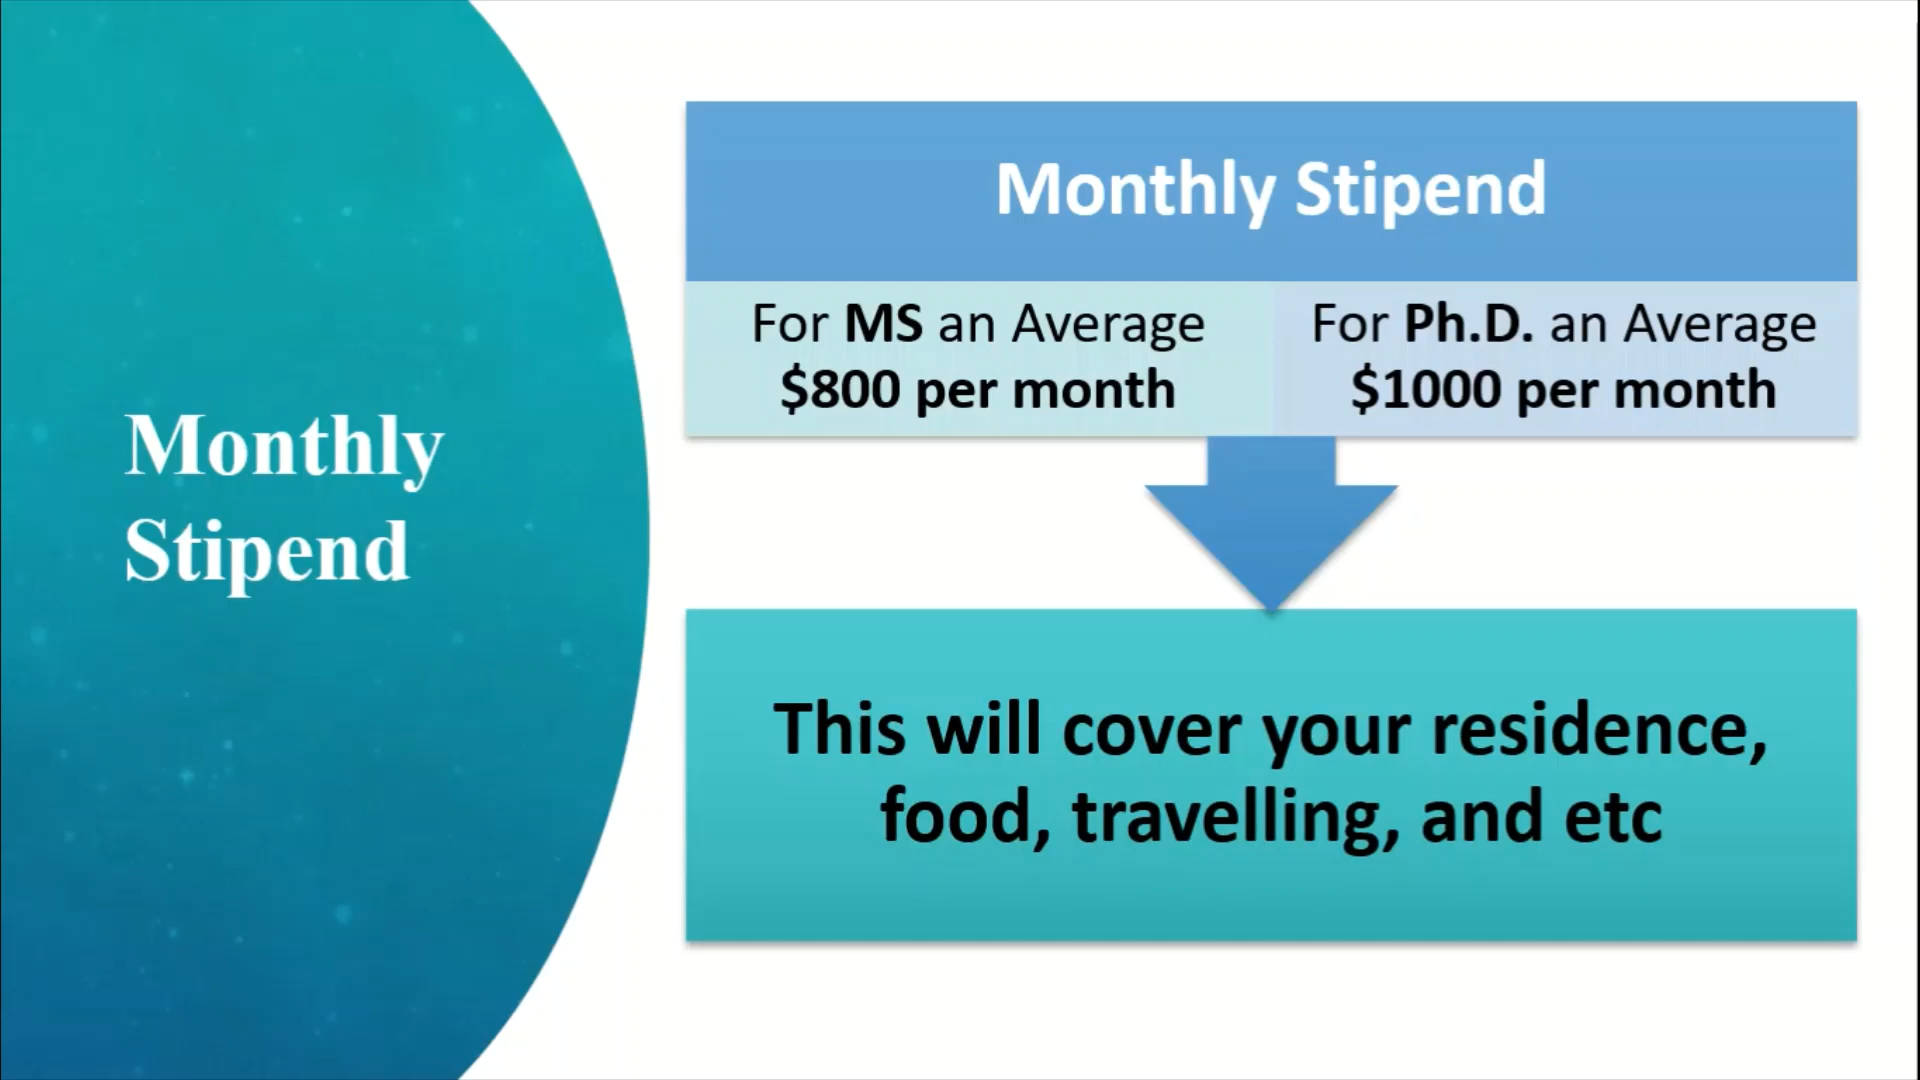 Monthly
Stipend
Monthly Stipend
For MS an Average
$800 per month
For Ph.D. an Average
$1000 per month
This will cover your residence,
food, travelling, and etc